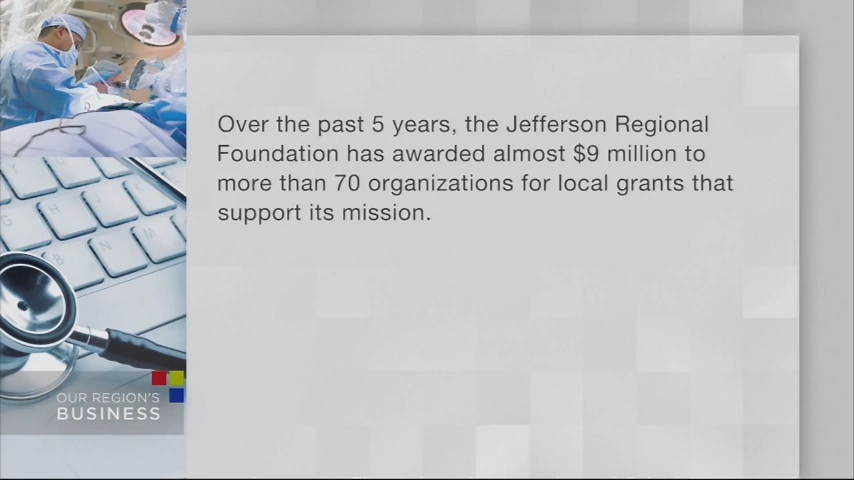 Over the past 5 years, the Jefferson Regional
Foundation has awarded almost $9 million to
more than 70 organizations for local grants that
support its mission.
OUR REGION'S
BUSINESS